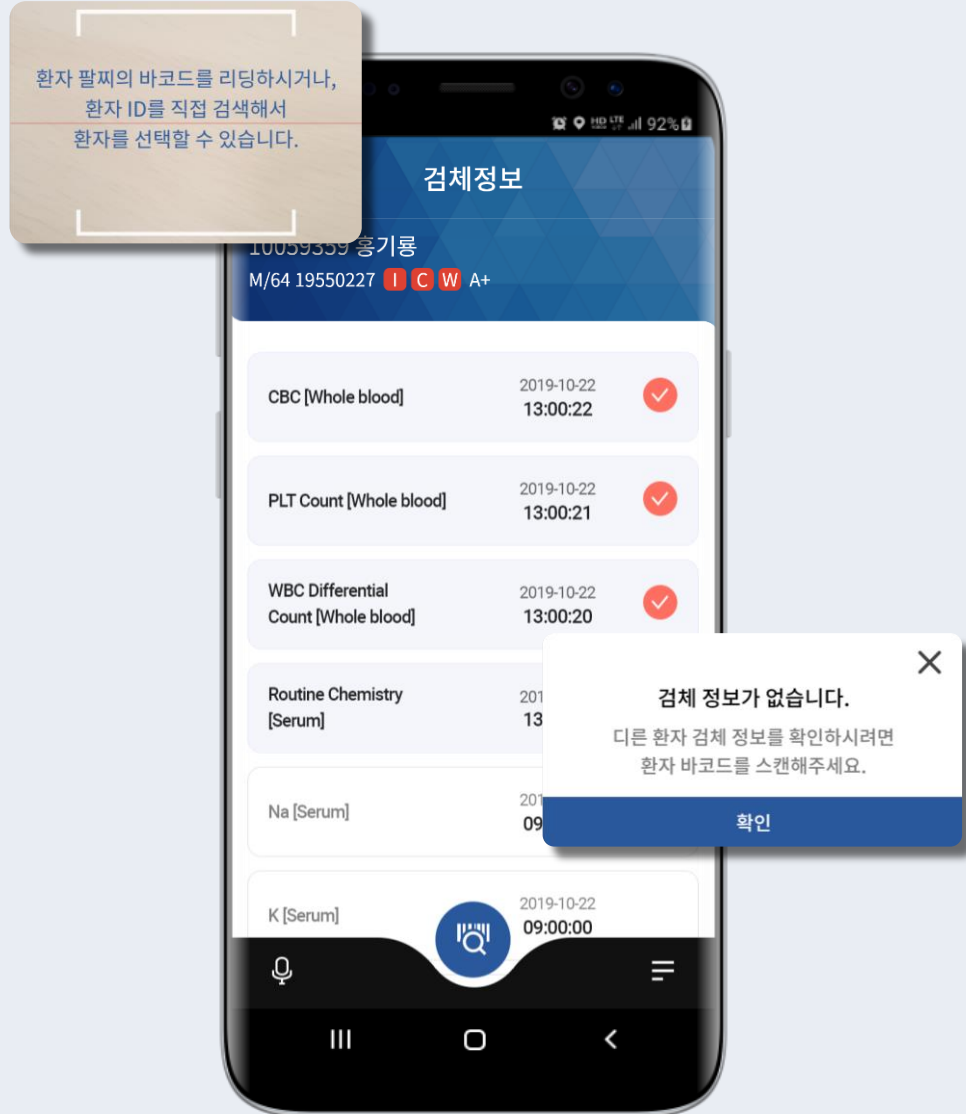 환자 팔찌의 바코드를 리딩하시거나,
환자 ID를 직접 검색해서
환자를 선택할 수 있습니다.
HD LTE 92%
검체정보
10059359 홍기룡
M/64 19550227 I C W A+
CBC [Whole blood]
2019-10-22
13:00:22
PLT Count [Whole blood]
2019-10-22
13:00:21
WBC Differential
Count [Whole blood]
2019-10-22
13:00:20
Routine Chemistry
[Serum]
201
13
검체 정보가 없습니다.
디른 환자 검체 정보를 확인하시려면
환자 바코드를 스캔해주세요.
확인
Na [Serum]
201
09
K [Serum]
2019-10-22
09:00:00